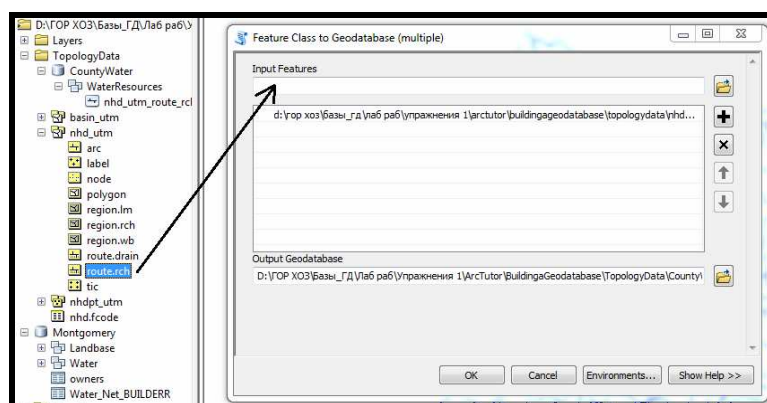 D:\ГОР ХОЗ\Базы_ГД\Лаб раб\У
Layers
TopologyData
CountyWater
WaterResources
nhd_utm_route_rcl
basin_utm
nhd_utm
arc
label
node
polygon
region.lm
region.rch
region.wb
route.drain
route.rch
tic
nhdpt_utm
nhd.fcode
Montgomery
Landbase
Water
owners
Water_Net_BUILDERR
Feature Class to Geodatabase (multiple)
Input Features
d:\гор хоз\базы_гд\лаб раб\упражнения 1\arctutor\buildingageodatabase\topologydata\nhd...
Output Geodatabase
D:\ГОР ХОЗ\Базы_ГД\Лаб раб\Упражнения 1\ArcTutor\BuildingaGeodatabase\TopologyData\County\
OK
Cancel
Environments...
Show Help >>